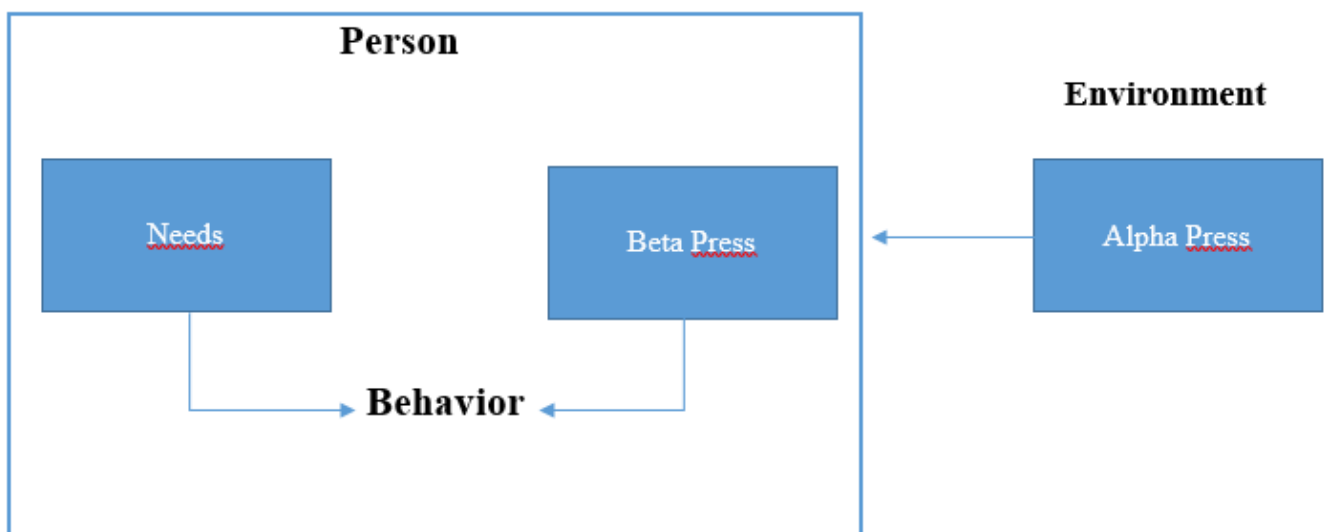 Person
Environment
Needs
Beta Press
Alpha Press
Behavior